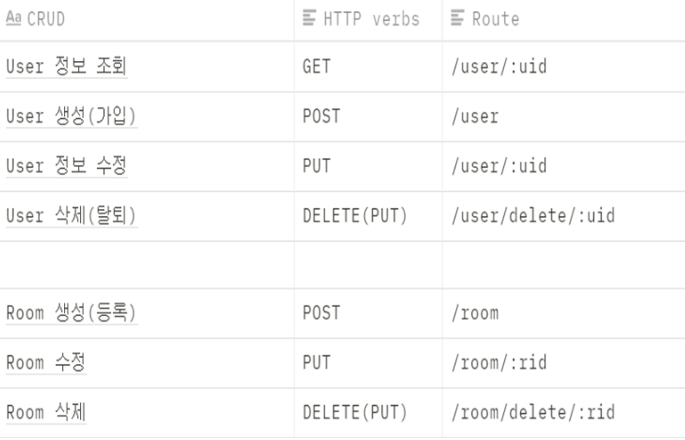 Aa CRUD HTTP verbs Route
User 정보 조회 GET /user/:uid
User 생성(가입) POST /user
User 정보 수정 PUT /user/:uid
User 삭제(탈퇴) DELETE(PUT) /user/delete/:uid
Room 생성(등록) POST /room
Room 수정 PUT /room/:rid
Room 삭제 DELETE(PUT) /room/delete/:rid